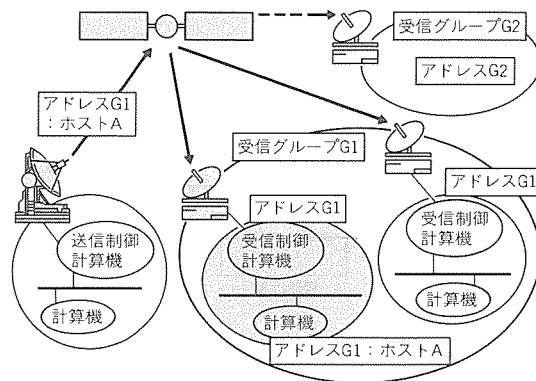 受信グループG2
アドレスG2
アドレスG1
：ホストA
受信グループG1
アドレスG1
アドレスG1
送信制御
計算機
受信制御
計算機
受信制御
計算機
計算機
計算機
計算機
アドレスG1：ホストA